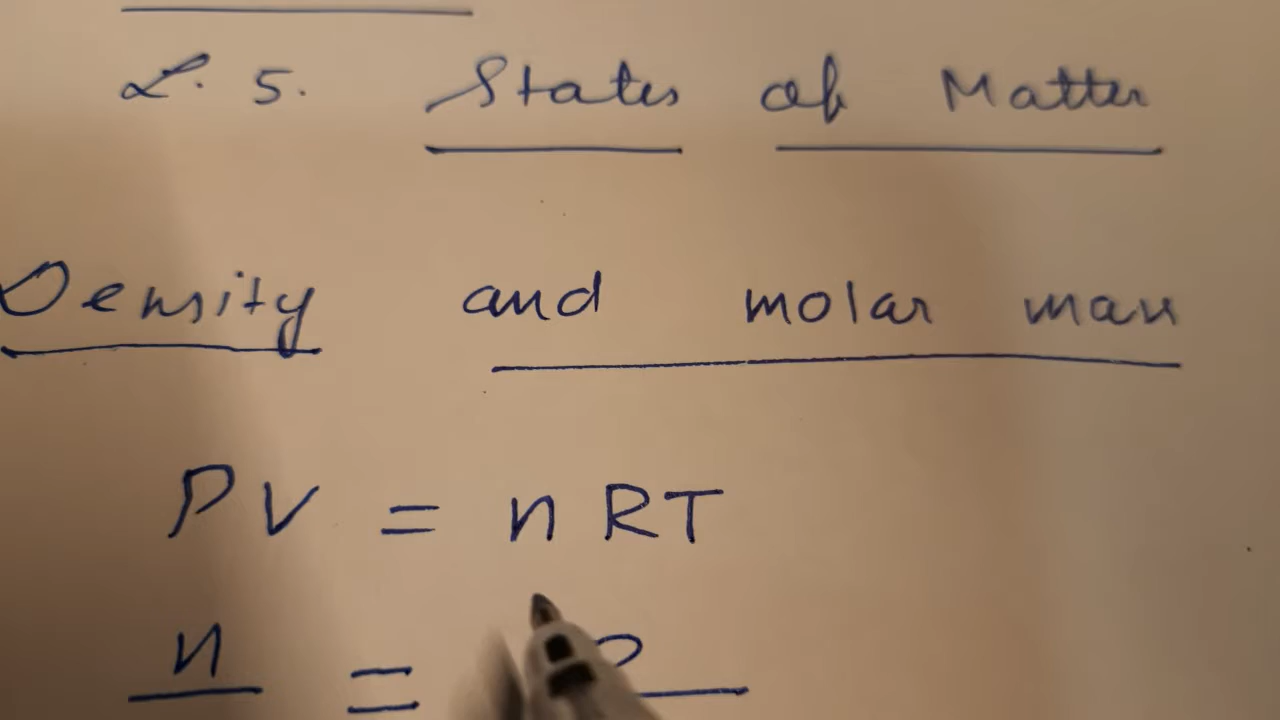 L. 5. States of Matter
Density and molar mass
PV = nRT
n = P